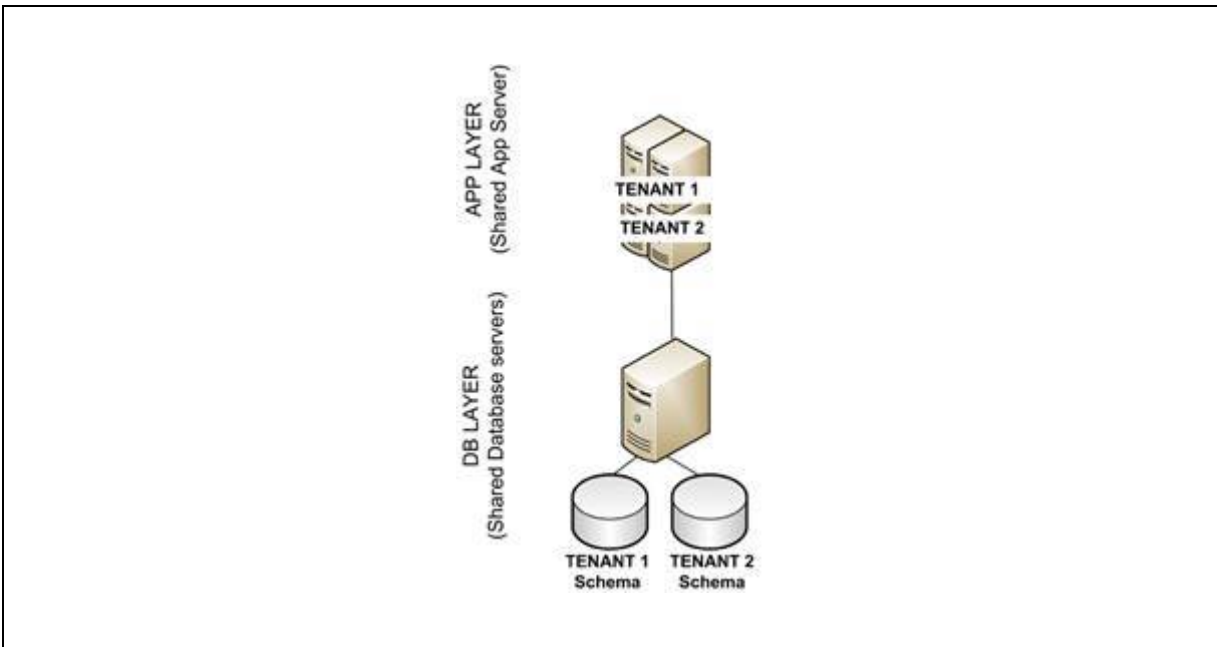 APP LAYER
(Shared App Server)
TENANT 1
TENANT 2
DB LAYER
(Shared Database servers)
TENANT 1
Schema
TENANT 2
Schema